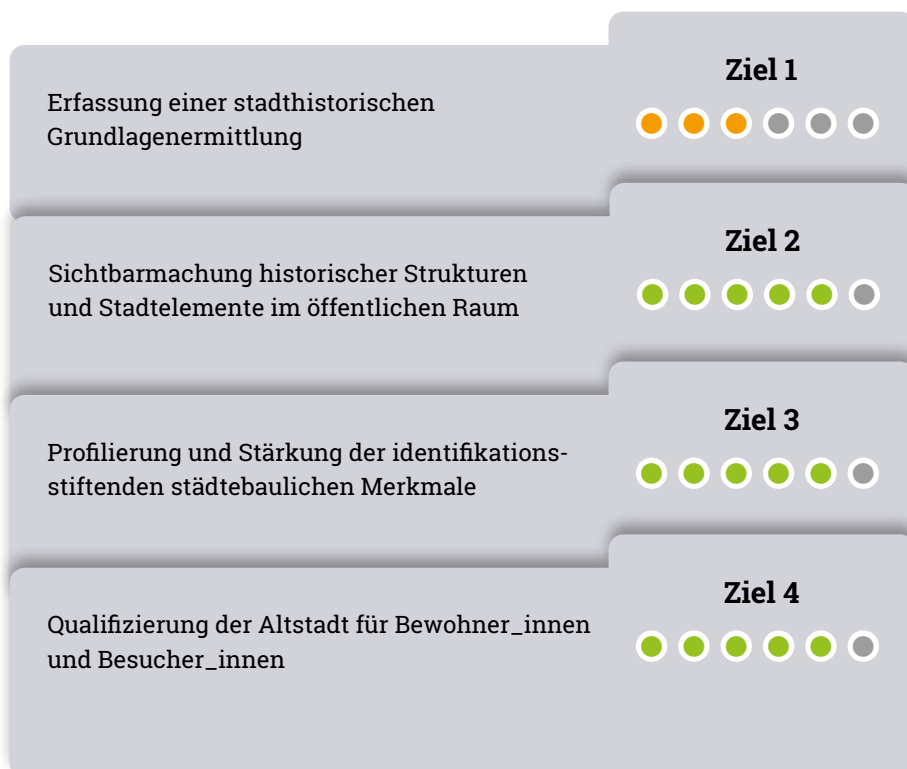 Ziel 1
Erfassung einer stadthistorischen
Grundlagenermittlung
Ziel 2
Sichtbarmachung historischer Strukturen
und Stadtelemente im öffentlichen Raum
Ziel 3
Profilierung und Stärkung der identifikations-
stiftenden städtebaulichen Merkmale
Ziel 4
Qualifizierung der Altstadt für Bewohner_innen
und Besucher_innen